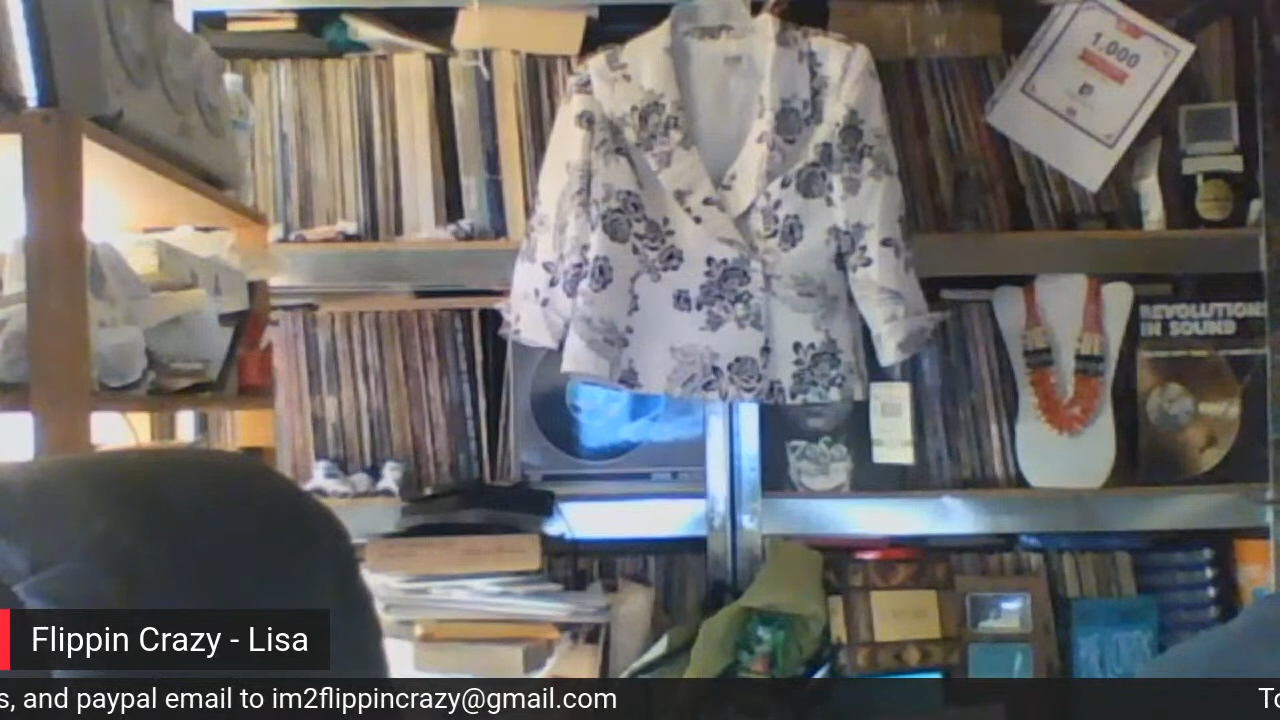 1,000
REVOLUTIONS
IN SOUND
Flippin Crazy - Lisa
s, and paypal email to im2flippincrazy@gmail.com
To